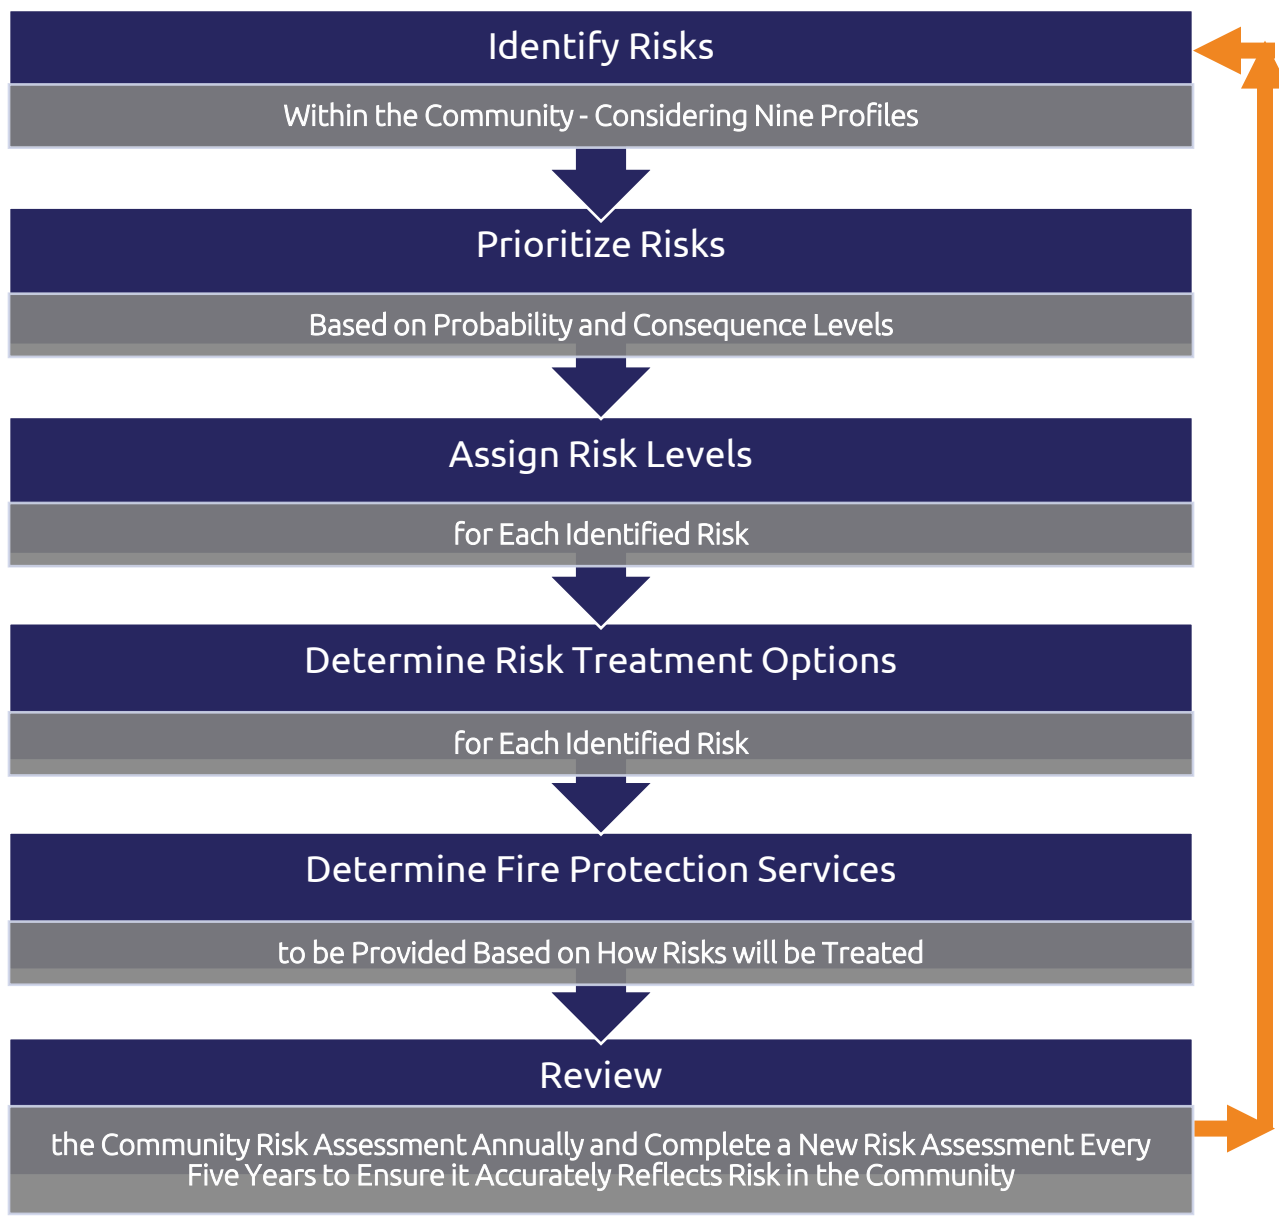 Identify Risks
Within the Community - Considering Nine Profiles
Prioritize Risks
Based on Probability and Consequence Levels
Assign Risk Levels
for Each Identified Risk
Determine Risk Treatment Options
for Each Identified Risk
Determine Fire Protection Services
to be Provided Based on How Risks will be Treated
Review
the Community Risk Assessment Annually and Complete a New Risk Assessment Every
Five Years to Ensure it Accurately Reflects Risk in the Community